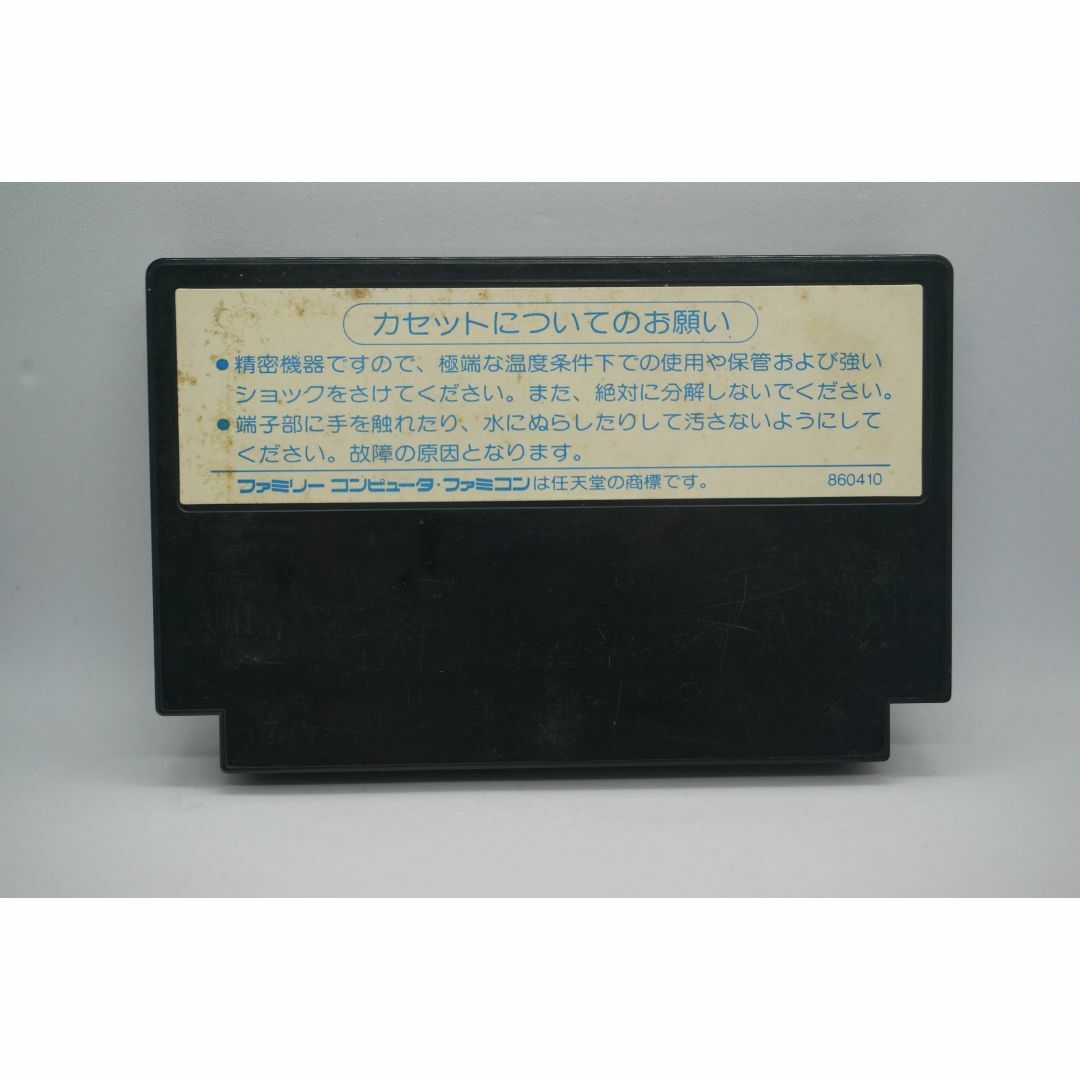 カセットについてのお願い
●精密機器ですので、極端な温度条件下での使用や保管および強い
ショックをさけてください。また、絶対に分解しないでください。
●端子部に手を触れたり、水にぬらしたりして汚さないようにして
ください。故障の原因となります。
ファミリーコンピュータ・ファミコンは任天堂の商標です。 860410